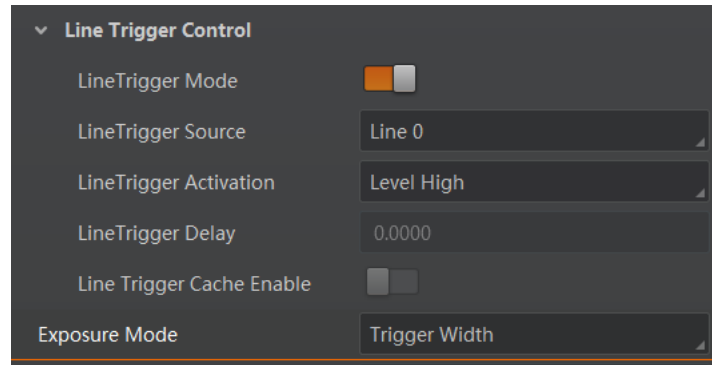 Line Trigger Control
LineTrigger Mode
LineTrigger Source Line 0
LineTrigger Activation Level High
LineTrigger Delay 0.0000
Line Trigger Cache Enable
Exposure Mode Trigger Width